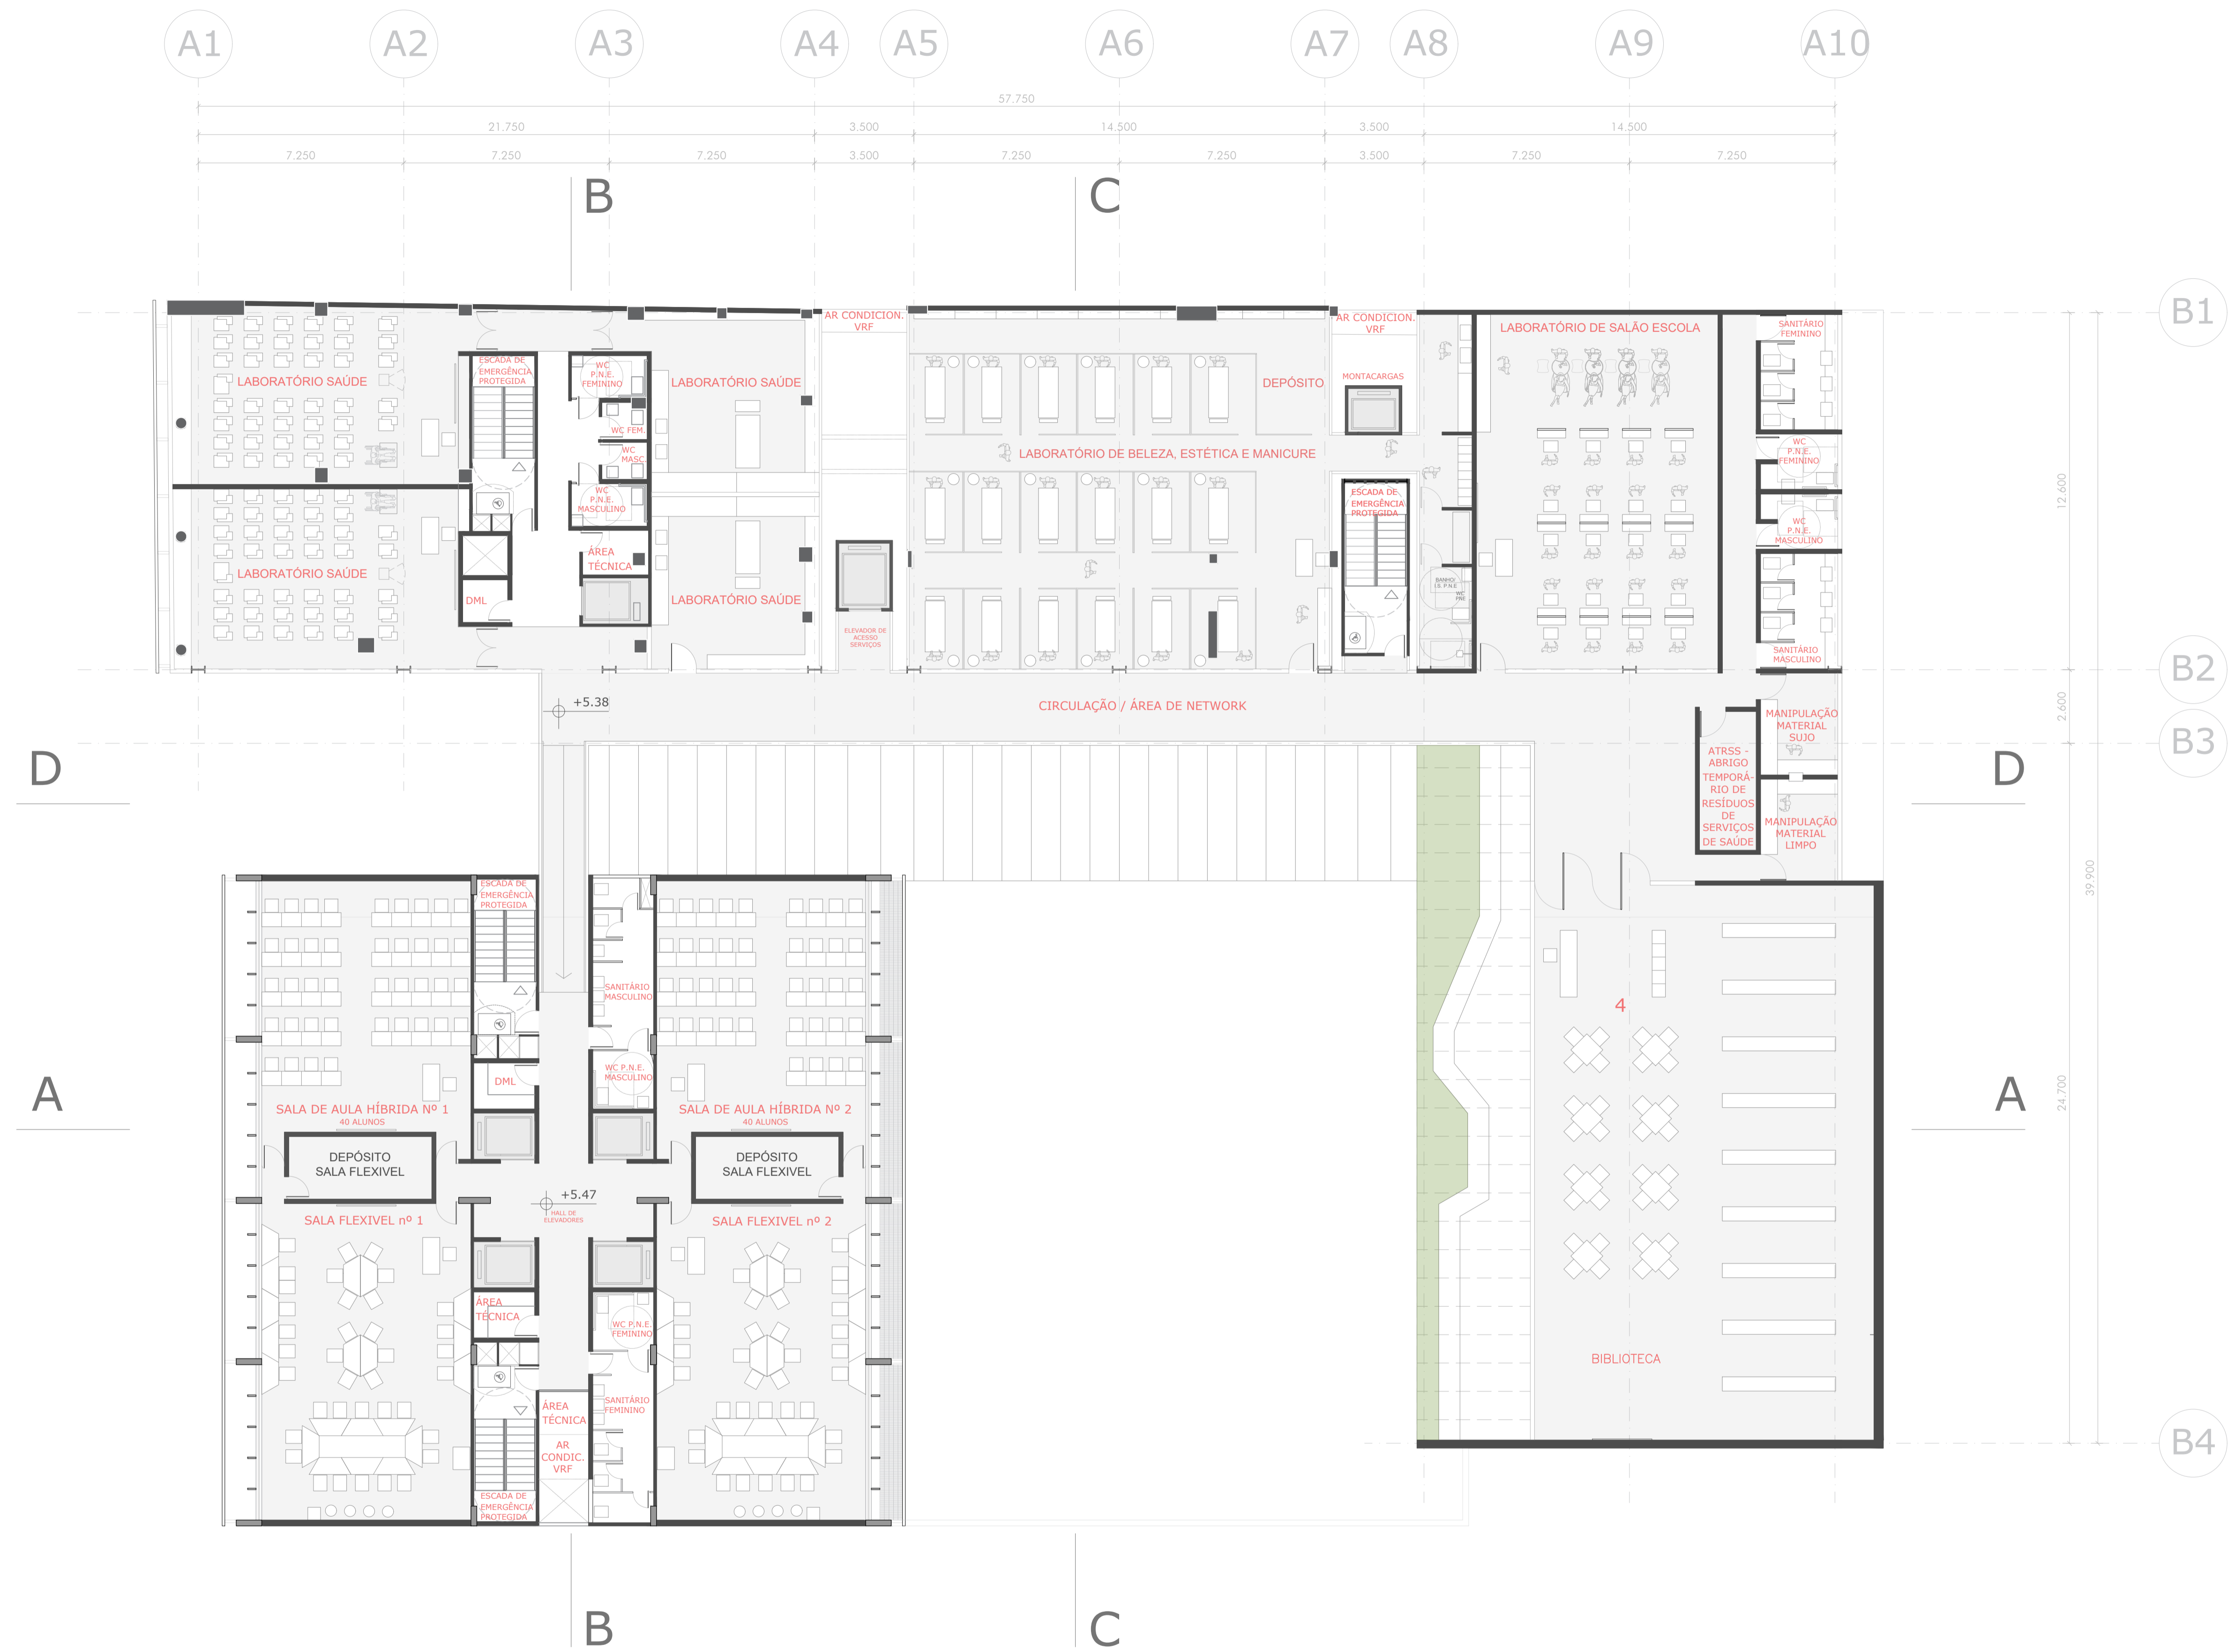 A1
A2
A3
A4
A5
A6
A7
A8
A9
A10
57.750
21.750
3.500
14.500
3.500
14.500
7.250
7.250
7.250
3.500
7.250
7.250
3.500
7.250
7.250
B
C
B1
B2
B3
B4
12.600
2.600
39.900
24.700
AR CONDICION.
VRF
AR CONDICION.
VRF
LABORATÓRIO DE SALÃO ESCOLA
SANITÁRIO
FEMININO
ESCADA DE
EMERGÊNCIA
PROTEGIDA
WC
P.N.E.
FEMININO
LABORATÓRIO SAÚDE
LABORATÓRIO SAÚDE
DEPÓSITO
MONTACARGAS
WC FEM.
WC
MASC.
LABORATÓRIO DE BELEZA, ESTÉTICA E MANICURE
WC
P.N.E.
FEMININO
WC
P.N.E.
MASCULINO
ESCADA DE
EMERGÊNCIA
PROTEGIDA
WC
P.N.E.
MASCULINO
ÁREA
TÉCNICA
LABORATÓRIO SAÚDE
DML
LABORATÓRIO SAÚDE
BANHO/
I.S. P.N.E
WC
PNE
ELEVADOR DE
ACESSO
SERVIÇOS
SANITÁRIO
MASCULINO
+5.38
CIRCULAÇÃO / ÁREA DE NETWORK
MANIPULAÇÃO
MATERIAL
SUJO
ATRSS -
ABRIGO
TEMPORÁ-
RIO DE
RESÍDUOS
DE
SERVIÇOS
DE SAÚDE
MANIPULAÇÃO
MATERIAL
LIMPO
D
D
ESCADA DE
EMERGÊNCIA
PROTEGIDA
SANITÁRIO
MASCULINO
4
WC P.N.E.
MASCULINO
DML
A
A
SALA DE AULA HÍBRIDA Nº 1
40 ALUNOS
SALA DE AULA HÍBRIDA Nº 2
40 ALUNOS
DEPÓSITO
SALA FLEXIVEL
DEPÓSITO
SALA FLEXIVEL
+5.47
HALL DE
ELEVADORES
SALA FLEXIVEL nº 1
SALA FLEXIVEL nº 2
ÁREA
TÉCNICA
WC P.N.E.
FEMININO
BIBLIOTECA
SANITÁRIO
FEMININO
ÁREA
TÉCNICA
AR
CONDIC.
VRF
ESCADA DE
EMERGÊNCIA
PROTEGIDA
B
C